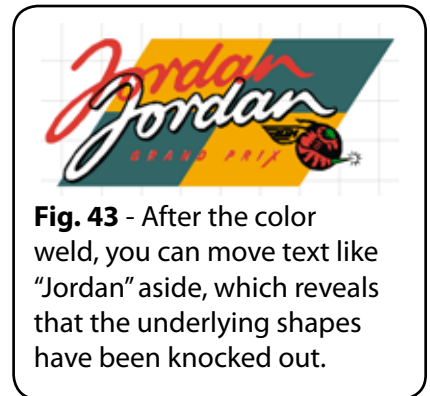 Jordan
Jordan
GRAND PRIX
Fig. 43 - After the color
weld, you can move text like
“Jordan” aside, which reveals
that the underlying shapes
have been knocked out.